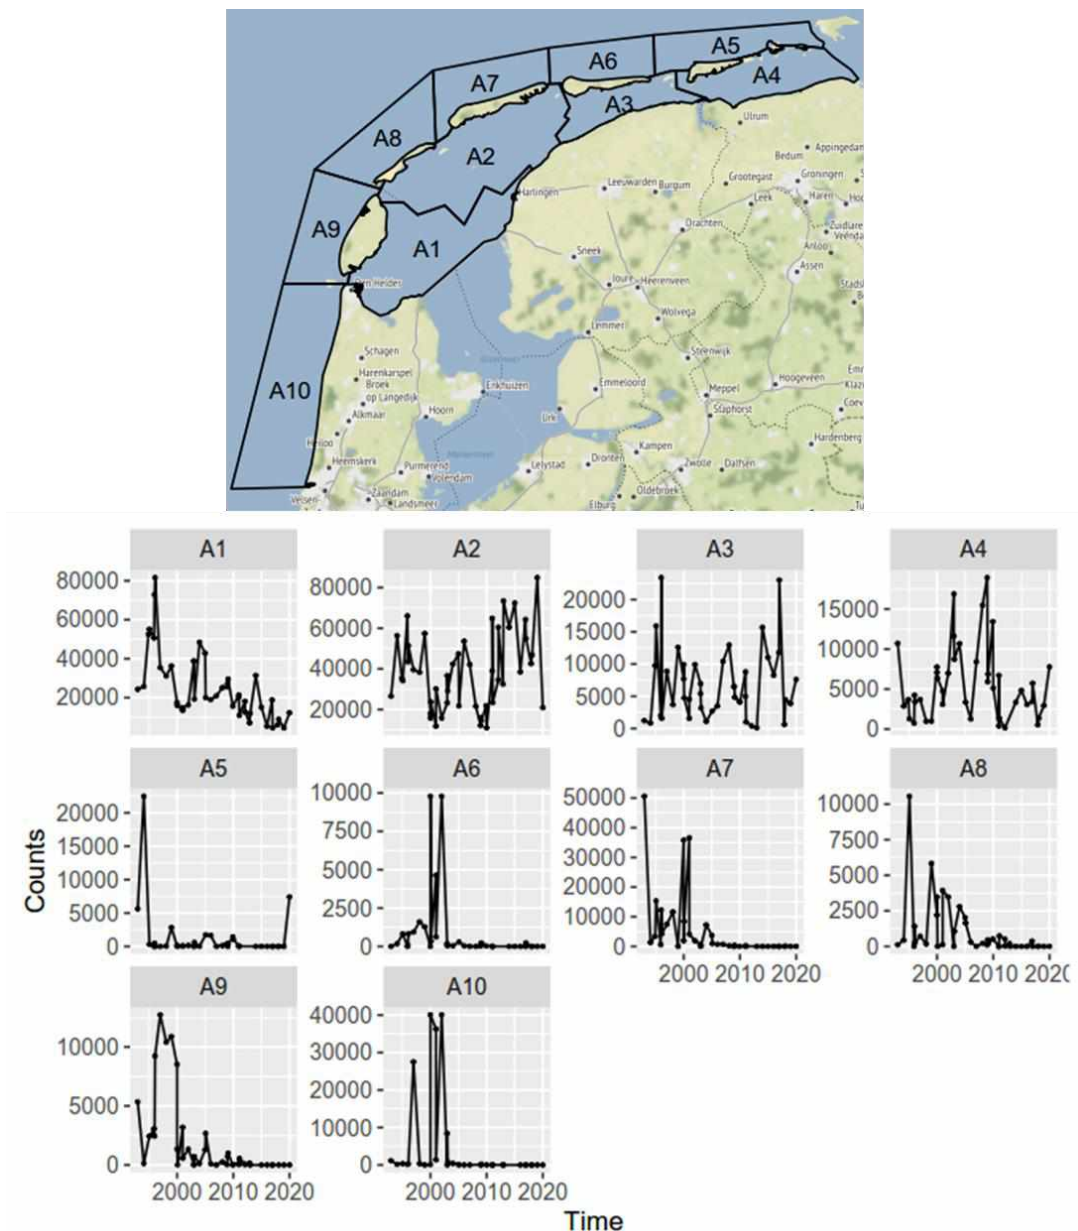 A5
A6
A7
A4
A3
A8
Ulrum
A2
Appingedam
Bedum
Groningen
Grootegast
Leeuwarden Burgum
Harlingen
Leek
Haren
A9
Drachten
Zuidlare
A1
Sneek
Assen
Joure
Heerenveen
Den Helder
Wolvega
Lemmer
Steenwijk
Schagen
Harenkarspel
Broek
op Langedijk
A10
Enkhuizen
Emmeloord
Meppel
Hoogeveen
Staphorst
Alkmaar
Hoorn
Urk
Hardenberg
Heiloo
Kampen
Heemskerk
Purmerend
Volendam
Lelystad
Dronten
Zwolle
Dalfsen
Velsen
Zaandam
Landsmeer
Elburg
Oldebroek
A1 A2 A3 A4
80000
60000
40000
20000
80000
60000
40000
20000
20000
15000
10000
5000
0
15000
10000
5000
0
A5 A6 A7 A8
20000
15000
10000
5000
0
10000
7500
5000
2500
0
50000
40000
30000
20000
10000
0
10000
7500
5000
2500
0
2000 2010 2020 2000 2010 2020
A9 A10
10000
5000
0
40000
30000
20000
10000
0
2000 2010 2020 2000 2010 2020
Counts
Time